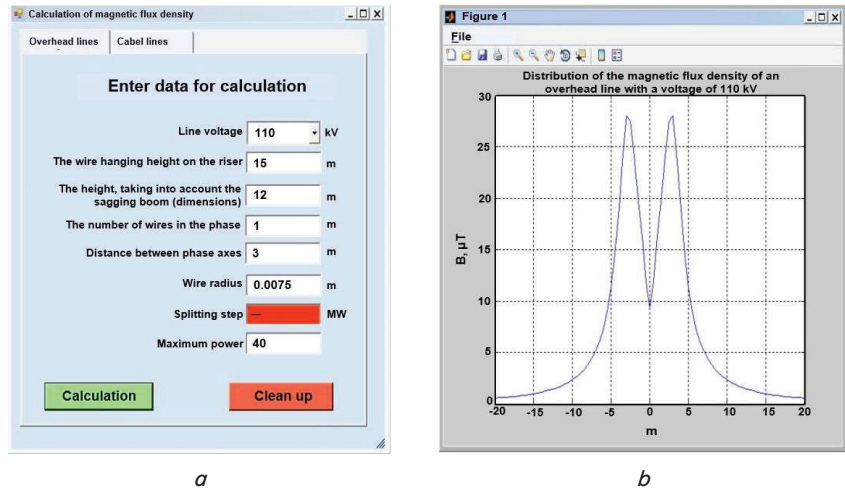 Calculation of magnetic flux density
Overhead lines Cabel lines
Enter data for calculation
Line voltage 110 kV
The wire hanging height on the riser 15 m
The height, taking into account the
sagging boom (dimensions) 12 m
The number of wires in the phase 1 m
Distance between phase axes 3 m
Wire radius 0.0075 m
Splitting step — MW
Maximum power 40
Calculation Clean up
a
Figure 1
File
Distribution of the magnetic flux density of an
overhead line with a voltage of 110 kV
30
25
20
15
10
5
0
B, μT
-20 -15 -10 -5 0 5 10 15 20
m
b